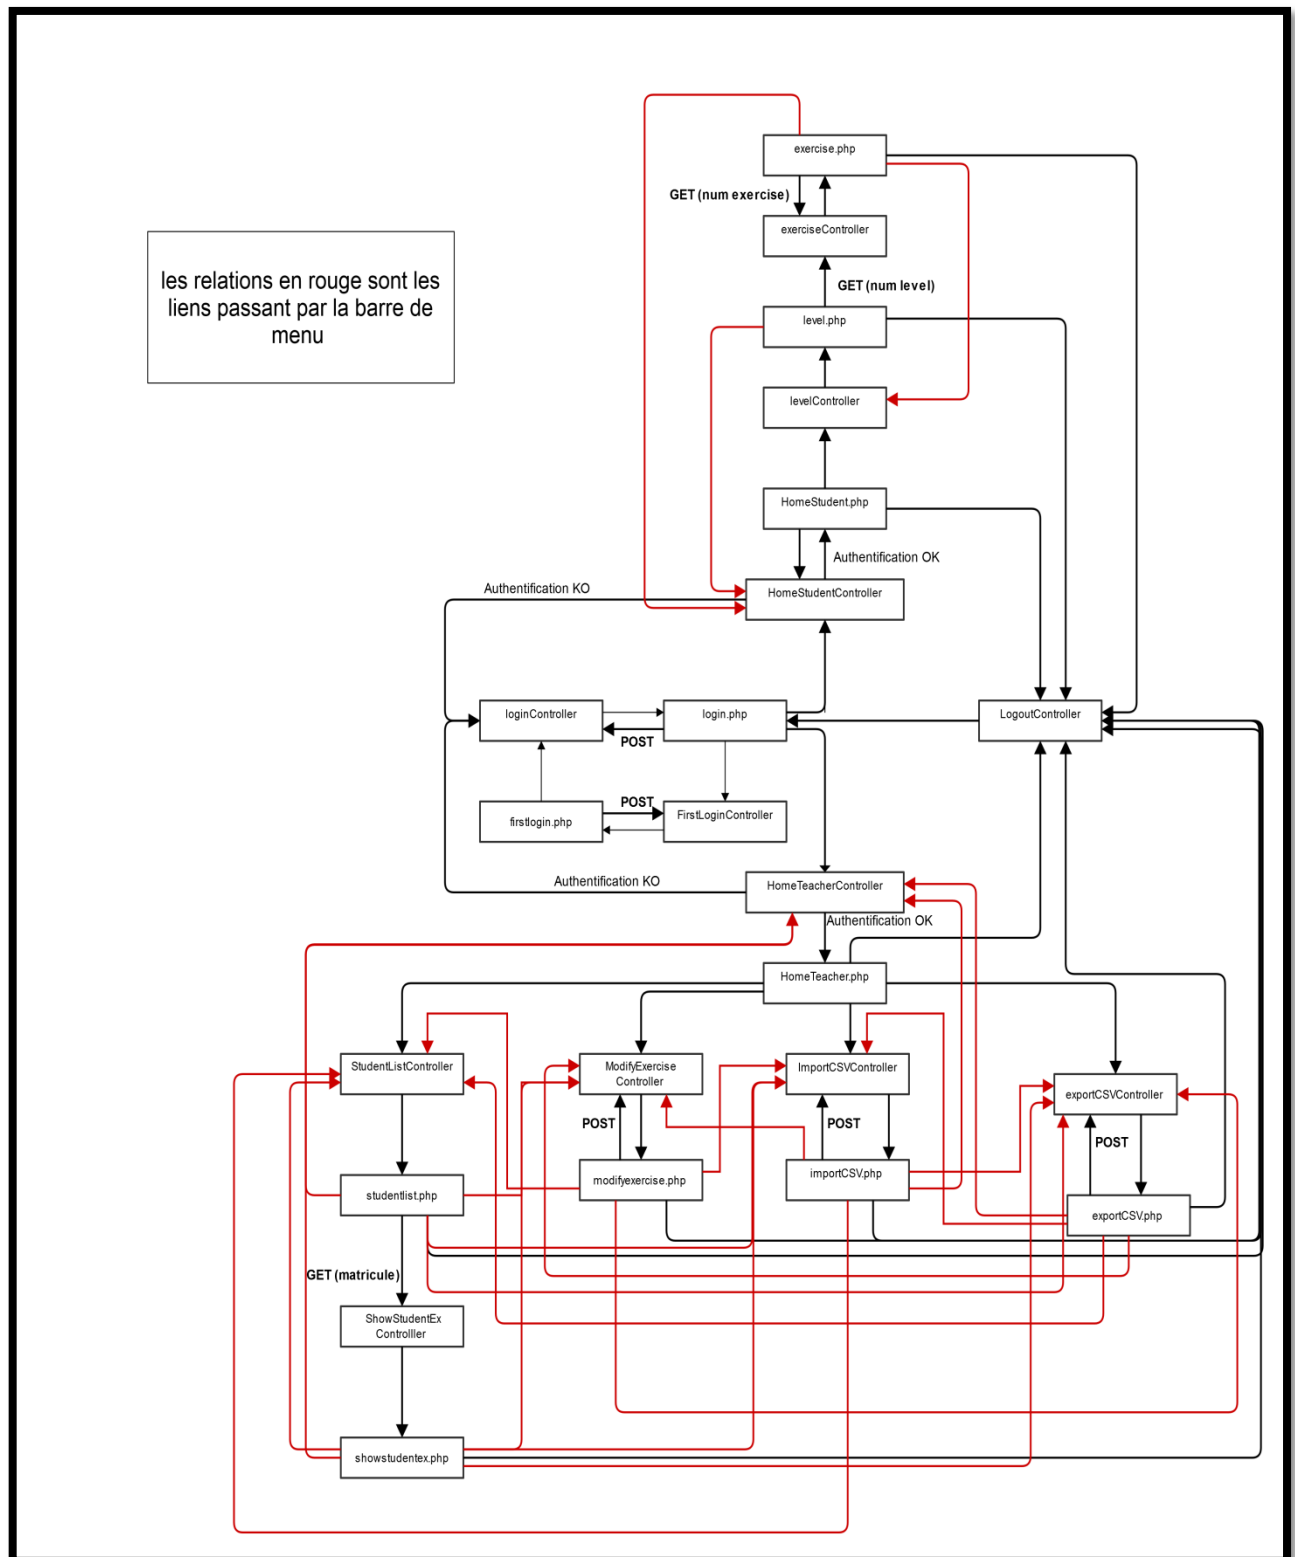 exercise.php
GET (num exercise)
exerciseController
les relations en rouge sont les
liens passant par la barre de
menu
GET (num level)
level.php
levelController
HomeStudent.php
Authentification OK
Authentification KO
HomeStudentController
loginController
login.php
LogoutController
POST
POST
firstlogin.php
FirstLoginController
Authentification KO
HomeTeacherController
Authentification OK
HomeTeacher.php
StudentListController
ModifyExercise
Controller
ImportCSVController
exportCSVController
POST
POST
POST
studentlist.php
modifyexercise.php
importCSV.php
exportCSV.php
GET (matricule)
ShowStudentEx
Controlller
showstudentex.php